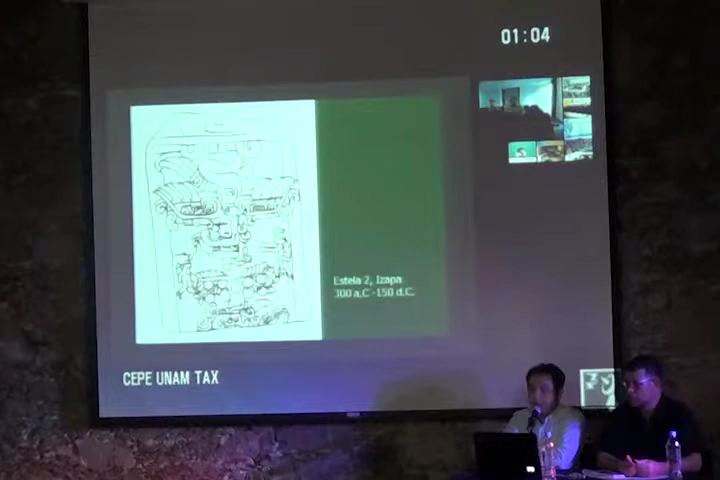 01:04
Estela 2, Izapa
300 a.C -150 d.C.
CEPE UNAM TAX